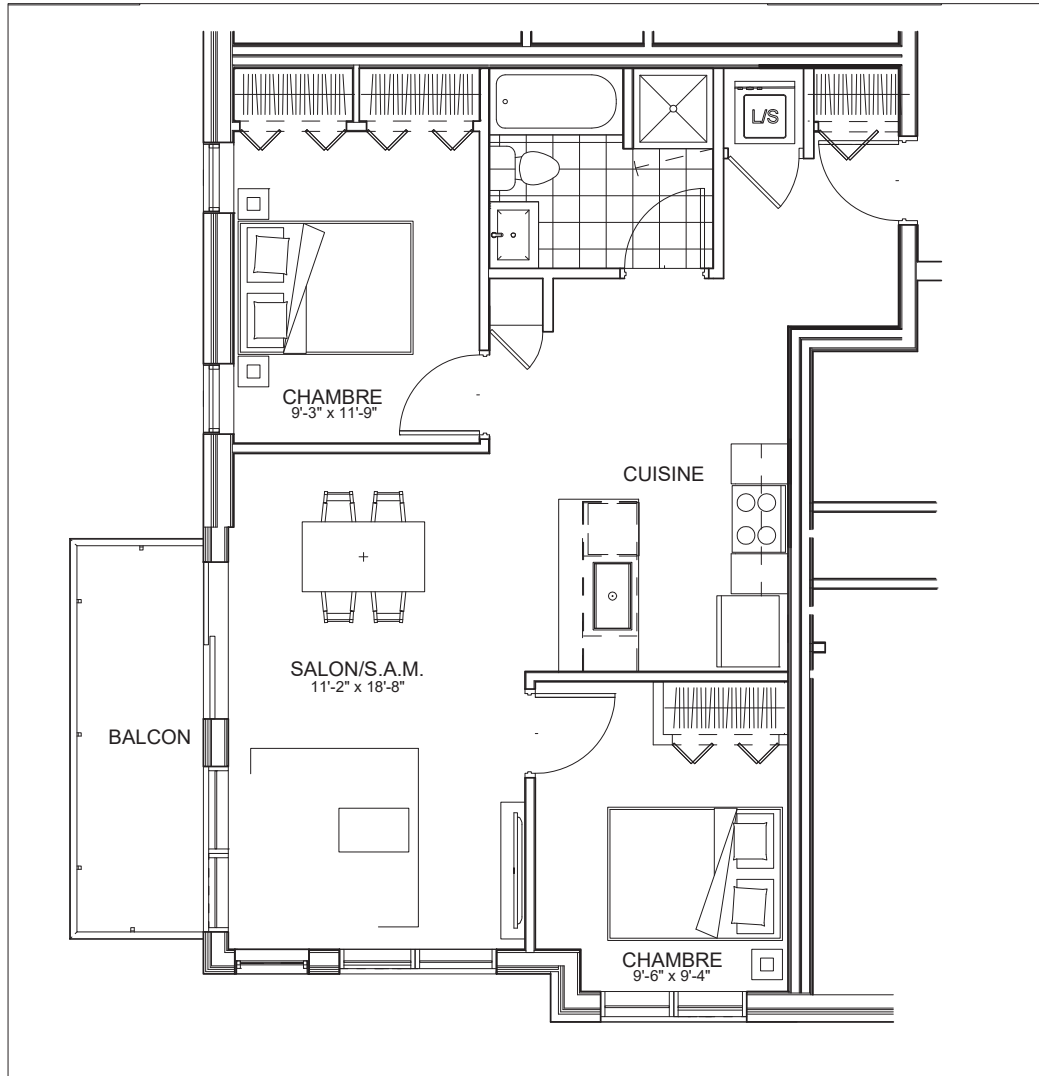 L/S
CHAMBRE
9'-3" x 11'-9"
CUISINE
SALON/S.A.M.
11'-2" x 18'-8"
BALCON
CHAMBRE
9'-6" x 9'-4"